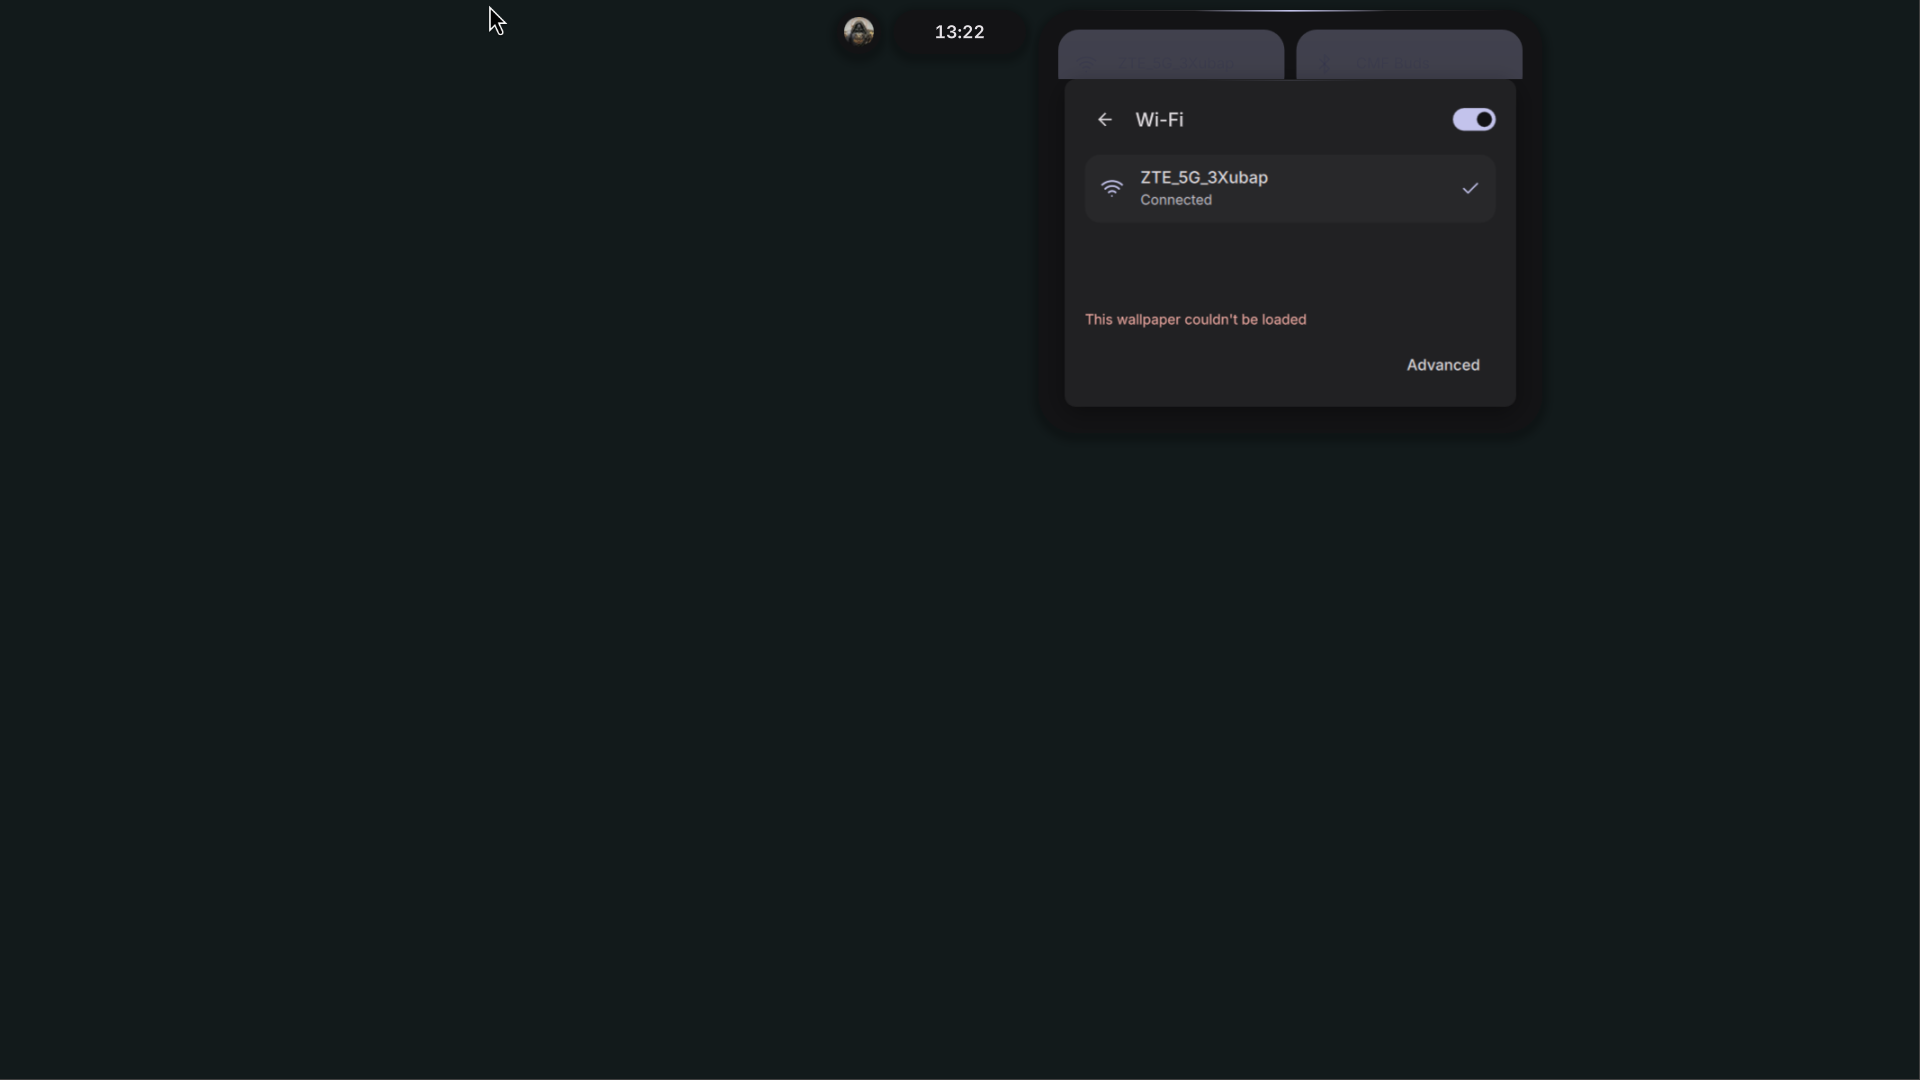 13:22
Wi-Fi
ZTE_5G_3Xubap
Connected
This wallpaper couldn't be loaded
Advanced